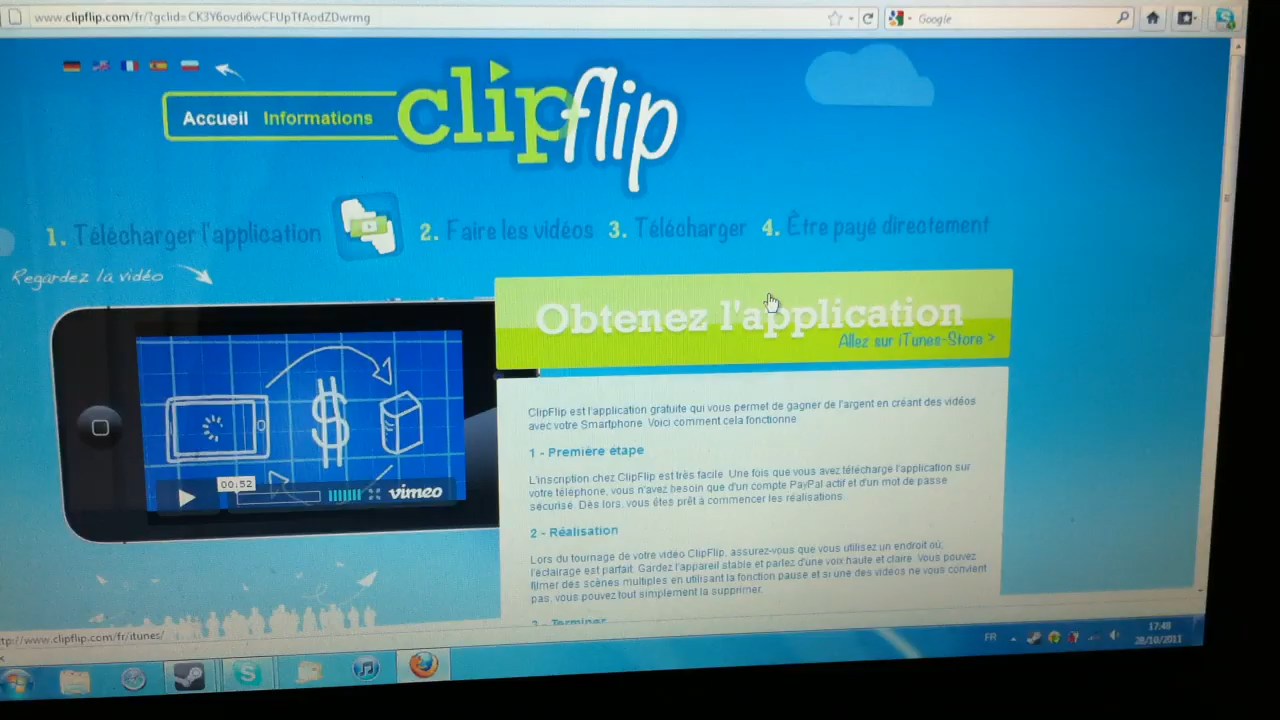 www.clipflip.com/fr/?gclid=CK3Y6ovdi6wCFUpTfAodZDwrmg
Google
Accueil Informations
clipflip
1. Télécharger l'application 2. Faire les vidéos 3. Télécharger 4. Être payé directement
Regardez la vidéo
Obtenez l'application
Allez sur iTunes-Store >
ClipFlip est l'application gratuite qui vous permet de gagner de l'argent en créant des vidéos
avec votre Smartphone. Voici comment cela fonctionne
1 - Première étape
L'inscription chez ClipFlip est très facile. Une fois que vous avez téléchargé l'application sur
votre téléphone, vous n'avez besoin que d'un compte PayPal actif et d'un mot de passe
sécurisé. Dès lors, vous êtes prêt à commencer les réalisations.
2 - Réalisation
Lors du tournage de votre vidéo ClipFlip, assurez-vous que vous utilisez un endroit où,
l'éclairage est parfait. Gardez l'appareil stable et parlez d'une voix haute et claire. Vous pouvez
filmer des scènes multiples en utilisant la fonction pause et si une des vidéos ne vous convient
pas, vous pouvez tout simplement la supprimer.
3 - Terminer
$
00:52
vimeo
ttp://www.clipflip.com/fr/itunes/
FR
17:48
28/10/2011